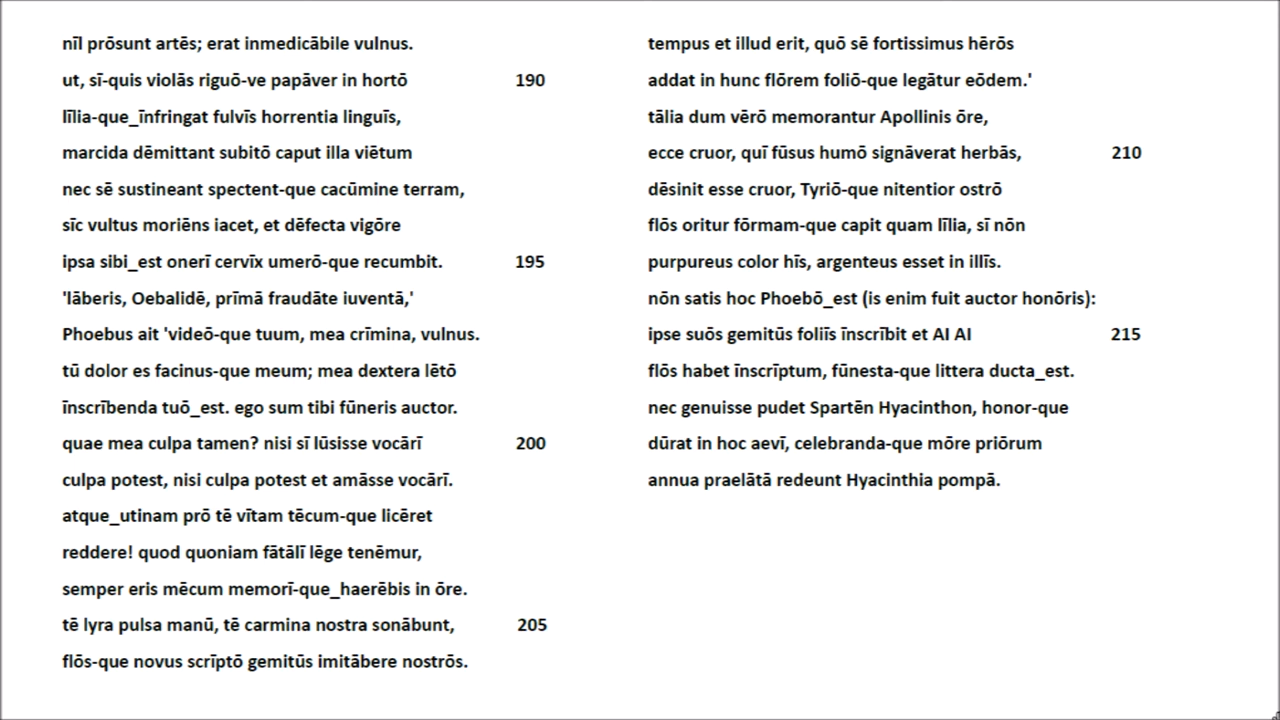 nīl prōsunt artēs; erat inmedicābile vulnus.
ut, sī-quis violās riguō-ve papāver in hortō 190
līlia-que_īnfringat fulvīs horrentia linguīs,
marcida dēmittant subitō caput illa viētum
nec sē sustineant spectent-que cacūmine terram,
sīc vultus moriēns iacet, et dēfecta vigōre
ipsa sibi_est onerī cervīx umerō-que recumbit. 195
'lāberis, Oebalidē, prīmā fraudāte iuventā,'
Phoebus ait 'videō-que tuum, mea crīmina, vulnus.
tū dolor es facinus-que meum; mea dextera lētō
īnscrībenda tuō_est. ego sum tibi fūneris auctor.
quae mea culpa tamen? nisi sī lūsisse vocārī 200
culpa potest, nisi culpa potest et amāsse vocārī.
atque_utinam prō tē vītam tēcum-que licēret
reddere! quod quoniam fātālī lēge tenēmur,
semper eris mēcum memorī-que_haerēbis in ōre.
tē lyra pulsa manū, tē carmina nostra sonābunt, 205
flōs-que novus scrīptō gemitūs imitābere nostrōs.
tempus et illud erit, quō sē fortissimus hērōs
addat in hunc flōrem foliō-que legātur eōdem.'
tālia dum vērō memorantur Apollinis ōre,
ecce cruor, quī fūsus humō signāverat herbās, 210
dēsinit esse cruor, Tyriō-que nitentior ostrō
flōs oritur fōrmam-que capit quam līlia, sī nōn
purpureus color hīs, argenteus esset in illīs.
nōn satis hoc Phoebō_est (is enim fuit auctor honōris):
ipse suōs gemitūs foliīs īnscrībit et AI AI 215
flōs habet īnscrīptum, fūnesta-que littera ducta_est.
nec genuisse pudet Spartēn Hyacinthon, honor-que
dūrat in hoc aevī, celebranda-que mōre priōrum
annua praelātā redeunt Hyacinthia pompā.